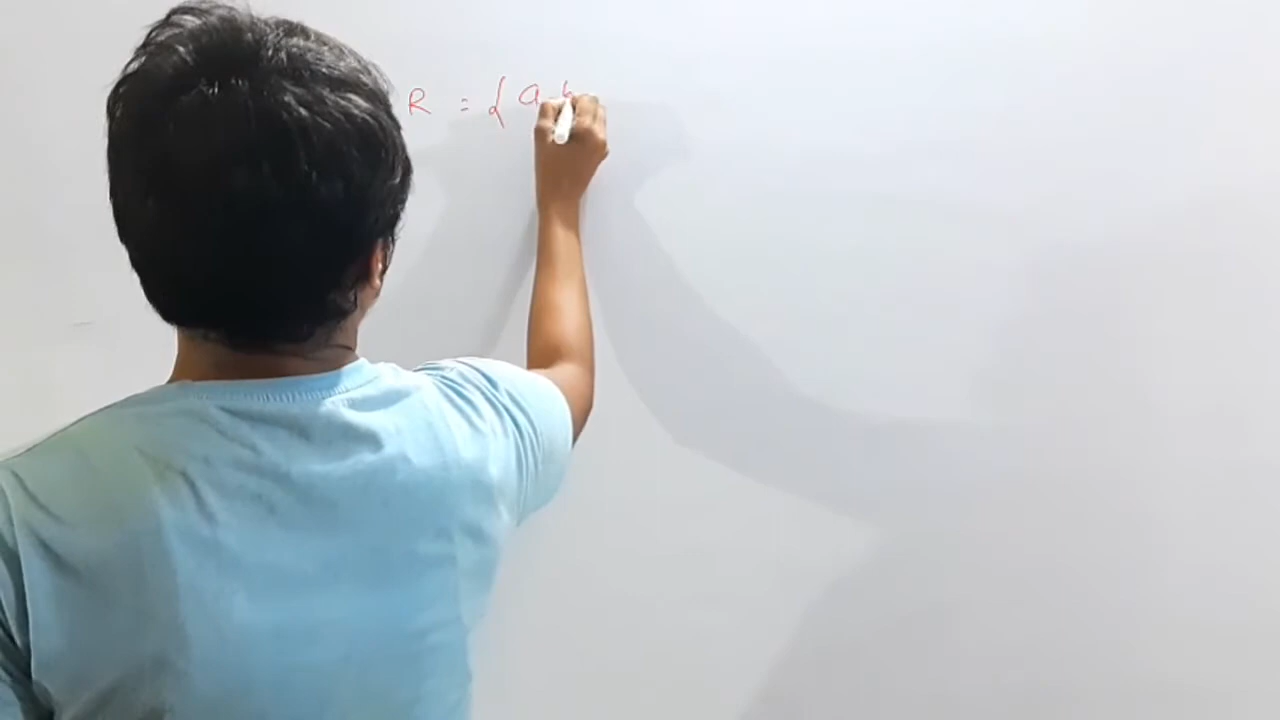 R = { a